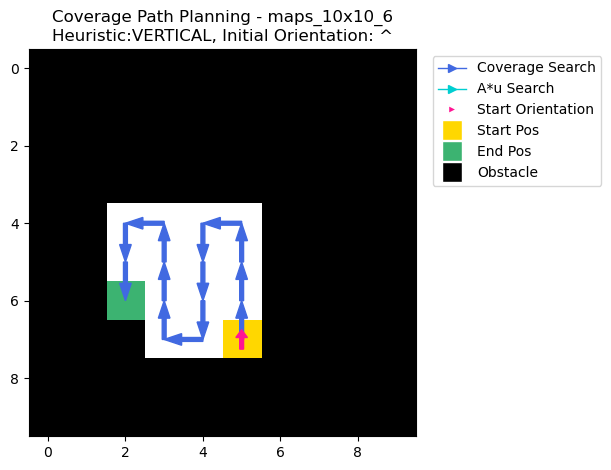 Coverage Path Planning - maps_10x10_6
Heuristic:VERTICAL, Initial Orientation: ^
Coverage Search
A*u Search
Start Orientation
Start Pos
End Pos
Obstacle
0
2
4
6
8
0 2 4 6 8